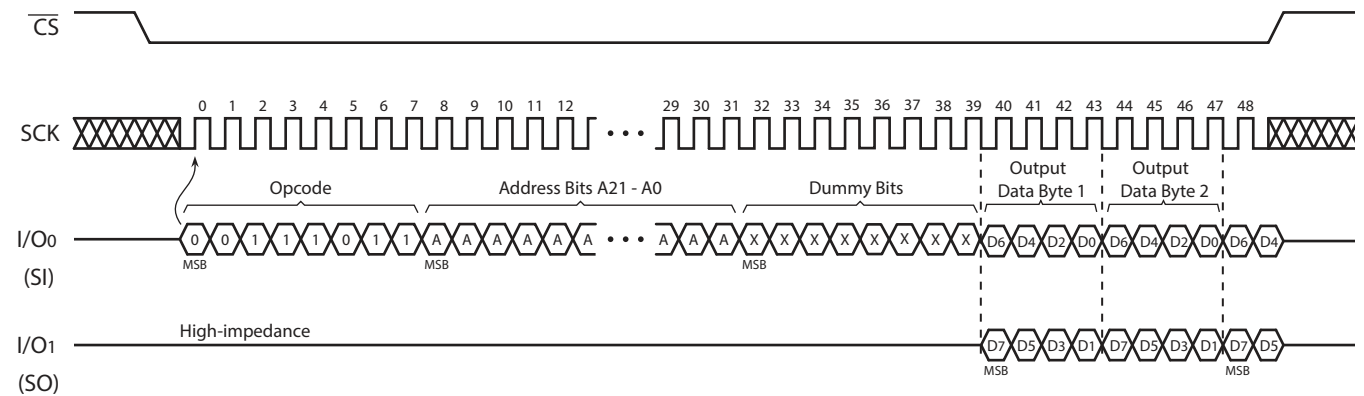 CS
SCK
0 1 2 3 4 5 6 7 8 9 10 11 12 29 30 31 32 33 34 35 36 37 38 39 40 41 42 43 44 45 46 47 48
Opcode
Address Bits A21 - A0
Dummy Bits
Output
Data Byte 1
Output
Data Byte 2
I/O0
(SI)
0 0 1 1 1 0 1 1 A A A A A A A A A X X X X X X X X D6 D4 D2 D0 D6 D4 D2 D0 D6 D4
MSB MSB MSB
High-impedance
I/O1
(SO)
D7 D5 D3 D1 D7 D5 D3 D1 D7 D5
MSB MSB